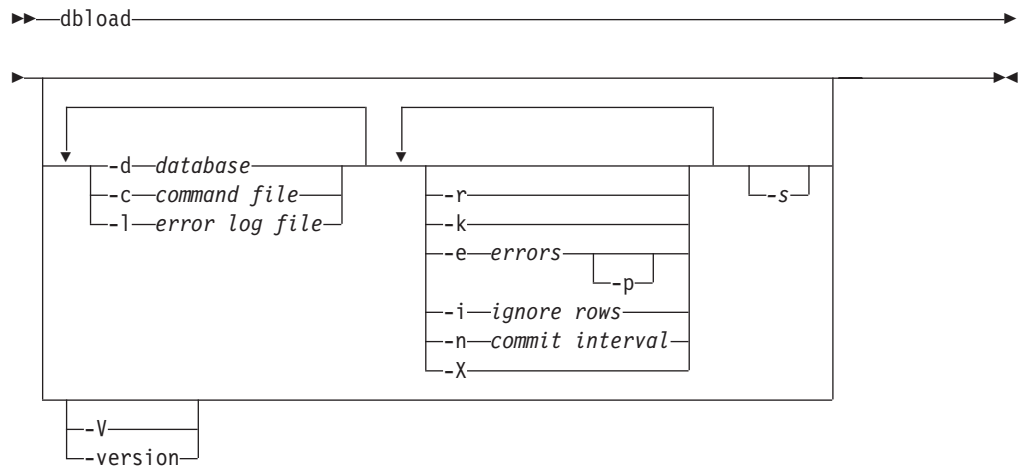 dbload
-d database
-c command file
-l error log file
-r
-k
-e errors
-p
-i ignore rows
-n commit interval
-X
-s
-V
-version